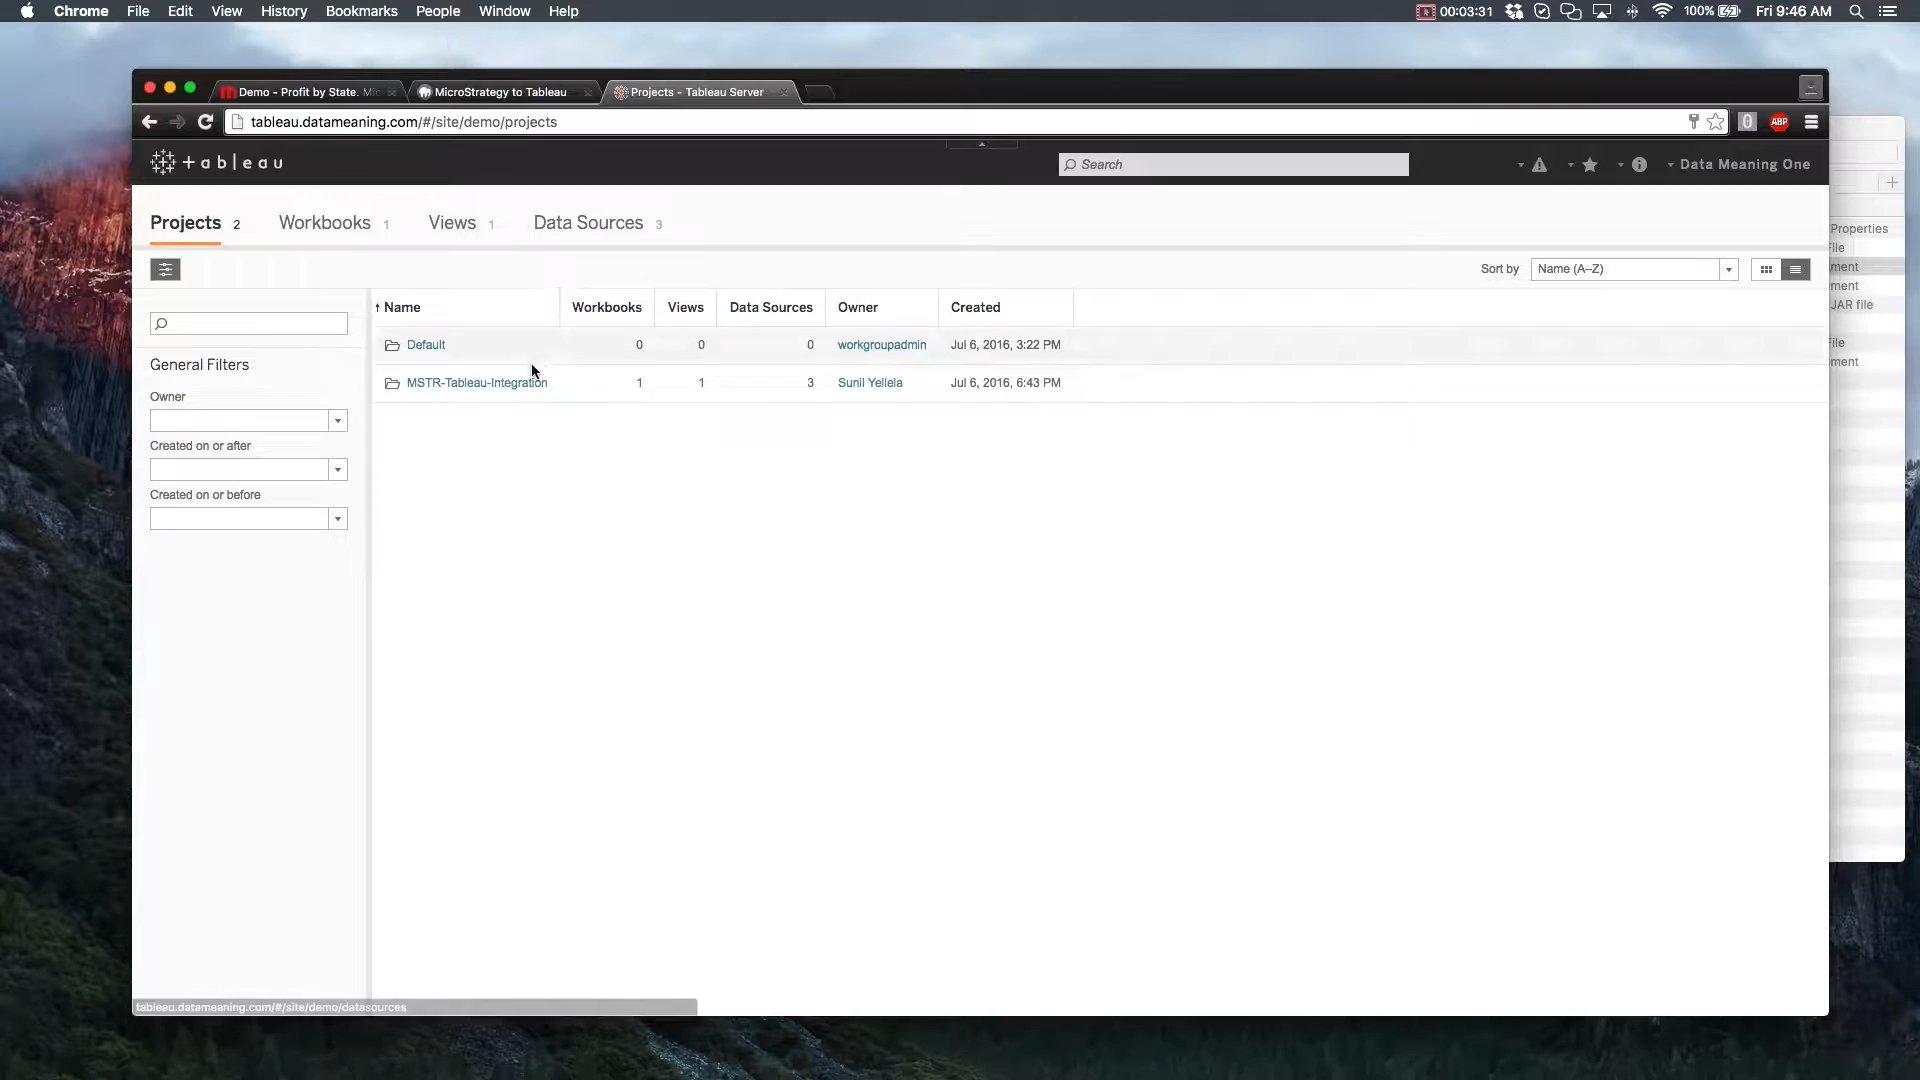 Chrome File Edit View History Bookmarks People Window Help 00:03:31 100% Fri 9:46 AM
Demo - Profit by State. Mic MicroStrategy to Tableau Projects - Tableau Server
tableau.datameaning.com/#/site/demo/projects ABP
+ a b | e a u Search Data Meaning One
Projects 2 Workbooks 1 Views 1 Data Sources 3
Sort by Name (A–Z)
Name Workbooks Views Data Sources Owner Created
Default 0 0 0 workgroupadmin Jul 6, 2016, 3:22 PM
MSTR-Tableau-Integration 1 1 3 Sunil Yellela Jul 6, 2016, 6:43 PM
General Filters
Owner
Created on or after
Created on or before
Properties
File
ment
ment
JAR file
File
ment
tableau.datameaning.com/#/site/demo/datasources